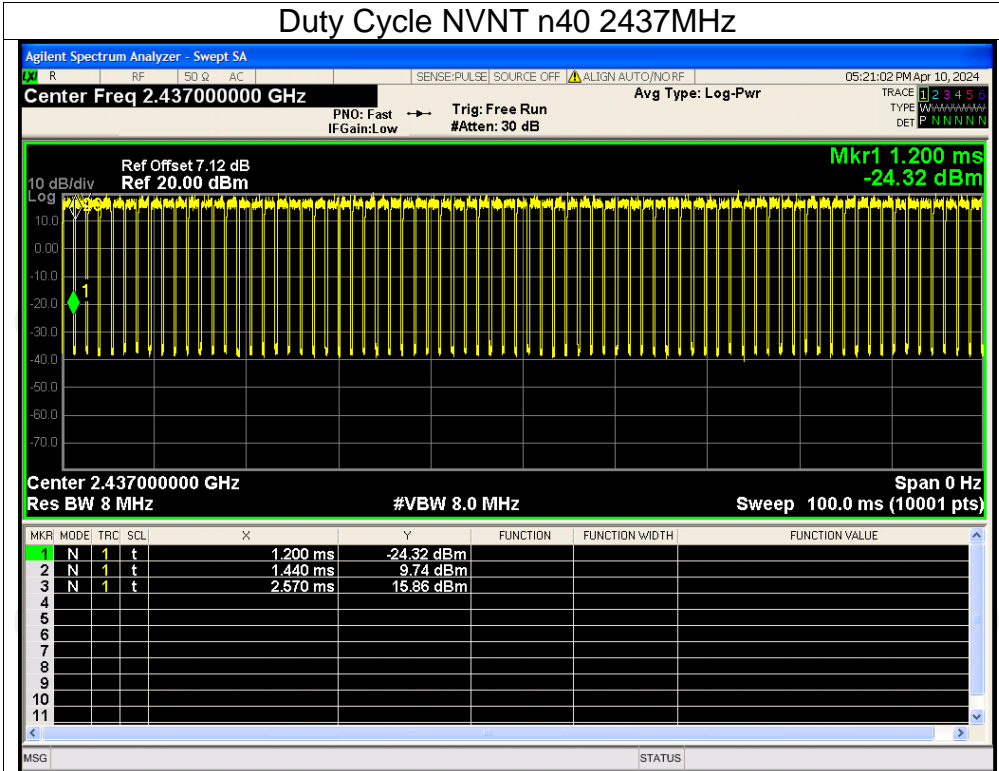 Duty Cycle NVNT n40 2437MHz
Agilent Spectrum Analyzer - Swept SA
LXI R RF 50 Ω AC SENSE:PULSE SOURCE OFF ALIGN AUTO/NO RF 05:21:02 PM Apr 10, 2024
Center Freq 2.437000000 GHz Avg Type: Log-Pwr TRACE 1 2 3 4 5 6
PNO: Fast Trig: Free Run TYPE WWWWWW
IFGain:Low #Atten: 30 dB DET P N N N N N
Mkr1 1.200 ms
Ref Offset 7.12 dB
10 dB/div Ref 20.00 dBm -24.32 dBm
Log
10.0
0.00
-10.0
1
-20.0
-30.0
-40.0
-50.0
-60.0
-70.0
Center 2.437000000 GHz Span 0 Hz
Res BW 8 MHz #VBW 8.0 MHz Sweep 100.0 ms (10001 pts)
MKR MODE TRC SCL X Y FUNCTION FUNCTION WIDTH FUNCTION VALUE
1 N 1 t 1.200 ms -24.32 dBm
2 N 1 t 1.440 ms 9.74 dBm
3 N 1 t 2.570 ms 15.86 dBm
4
5
6
7
8
9
10
11
MSG STATUS